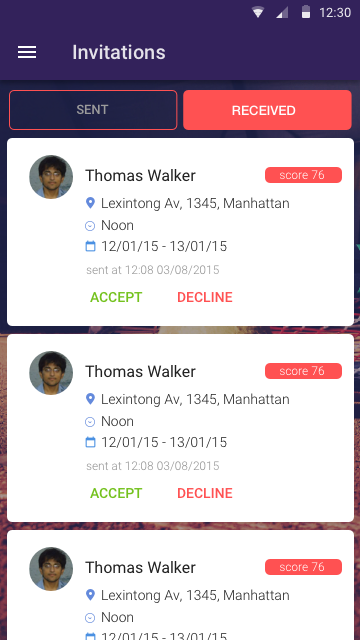 12:30
Invitations
SENT RECEIVED
Thomas Walker score 76
Lexintong Av, 1345, Manhattan
Noon
12/01/15 - 13/01/15
sent at 12:08 03/08/2015
ACCEPT DECLINE
Thomas Walker score 76
Lexintong Av, 1345, Manhattan
Noon
12/01/15 - 13/01/15
sent at 12:08 03/08/2015
ACCEPT DECLINE
Thomas Walker score 76
Lexintong Av, 1345, Manhattan
Noon
12/01/15 - 13/01/15